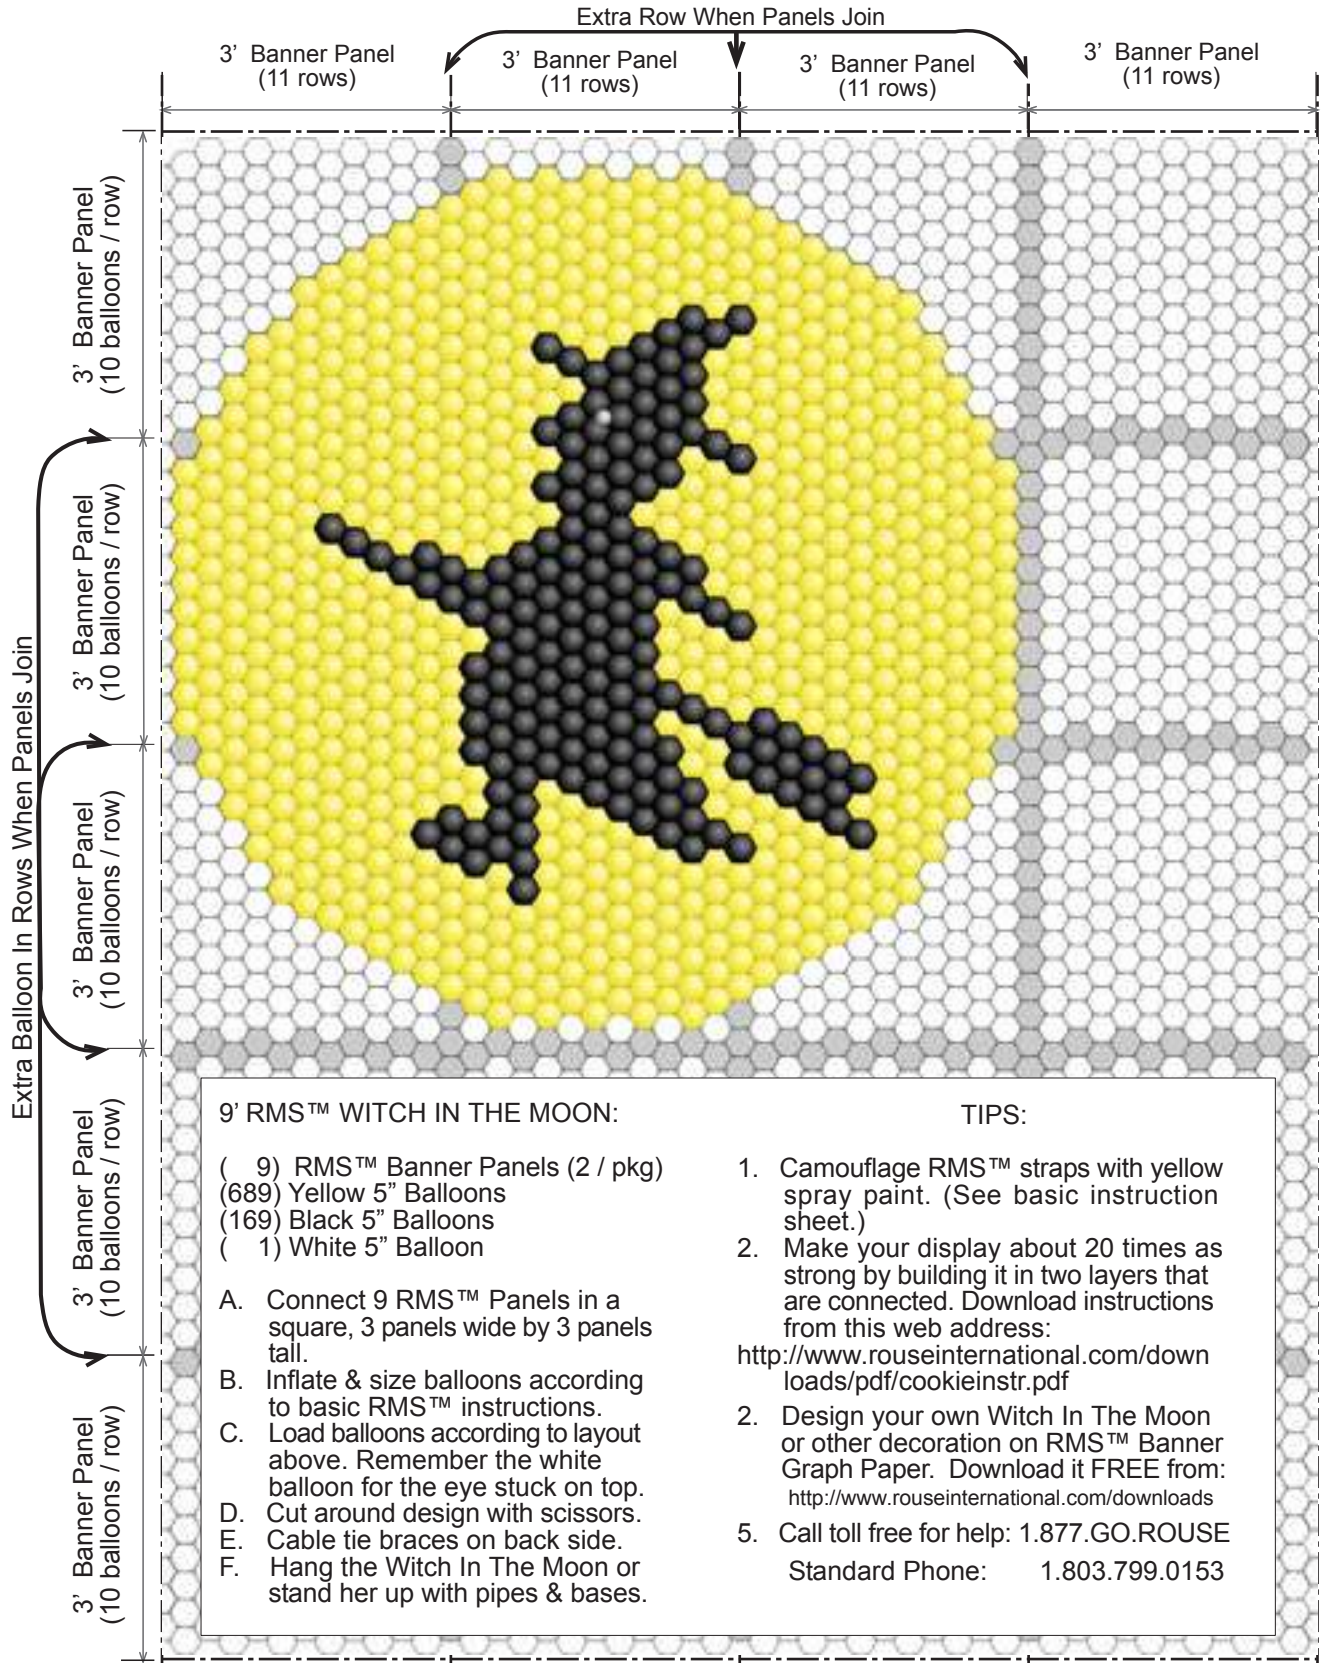 Extra Row When Panels Join
3’ Banner Panel
(11 rows)
3’ Banner Panel
(11 rows)
3’ Banner Panel
(11 rows)
3’ Banner Panel
(11 rows)
3’ Banner Panel
(10 balloons / row)
3’ Banner Panel
(10 balloons / row)
3’ Banner Panel
(10 balloons / row)
3’ Banner Panel
(10 balloons / row)
3’ Banner Panel
(10 balloons / row)
Extra Balloon In Rows When Panels Join
9’ RMS™ WITCH IN THE MOON:
( 9) RMS™ Banner Panels (2 / pkg)
(689) Yellow 5” Balloons
(169) Black 5” Balloons
( 1) White 5” Balloon
A. Connect 9 RMS™ Panels in a
square, 3 panels wide by 3 panels
tall.
B. Inflate & size balloons according
to basic RMS™ instructions.
C. Load balloons according to layout
above. Remember the white
balloon for the eye stuck on top.
D. Cut around design with scissors.
E. Cable tie braces on back side.
F. Hang the Witch In The Moon or
stand her up with pipes & bases.
TIPS:
1. Camouflage RMS™ straps with yellow
spray paint. (See basic instruction
sheet.)
2. Make your display about 20 times as
strong by building it in two layers that
are connected. Download instructions
from this web address:
http://www.rouseinternational.com/down
loads/pdf/cookieinstr.pdf
2. Design your own Witch In The Moon
or other decoration on RMS™ Banner
Graph Paper. Download it FREE from:
http://www.rouseinternational.com/downloads
5. Call toll free for help: 1.877.GO.ROUSE
Standard Phone: 1.803.799.0153